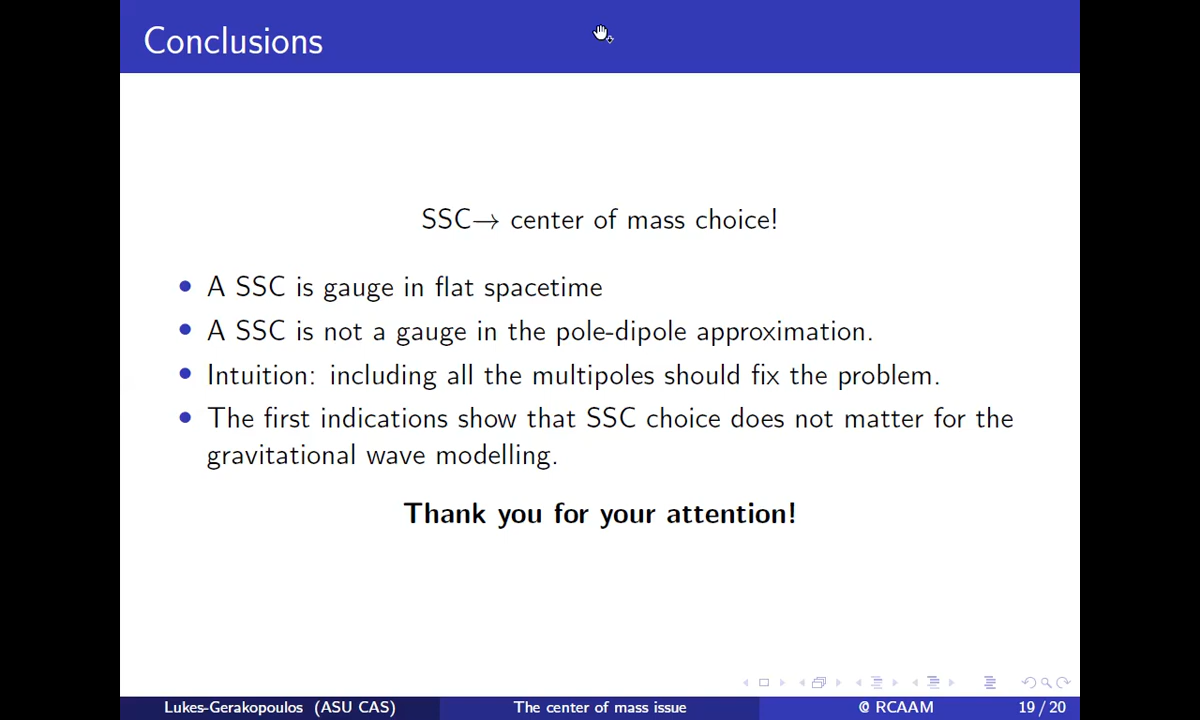 Conclusions
SSC→ center of mass choice!
• A SSC is gauge in flat spacetime
• A SSC is not a gauge in the pole-dipole approximation.
• Intuition: including all the multipoles should fix the problem.
• The first indications show that SSC choice does not matter for the
gravitational wave modelling.
Thank you for your attention!
Lukes-Gerakopoulos (ASU CAS) The center of mass issue @ RCAAM 19 / 20